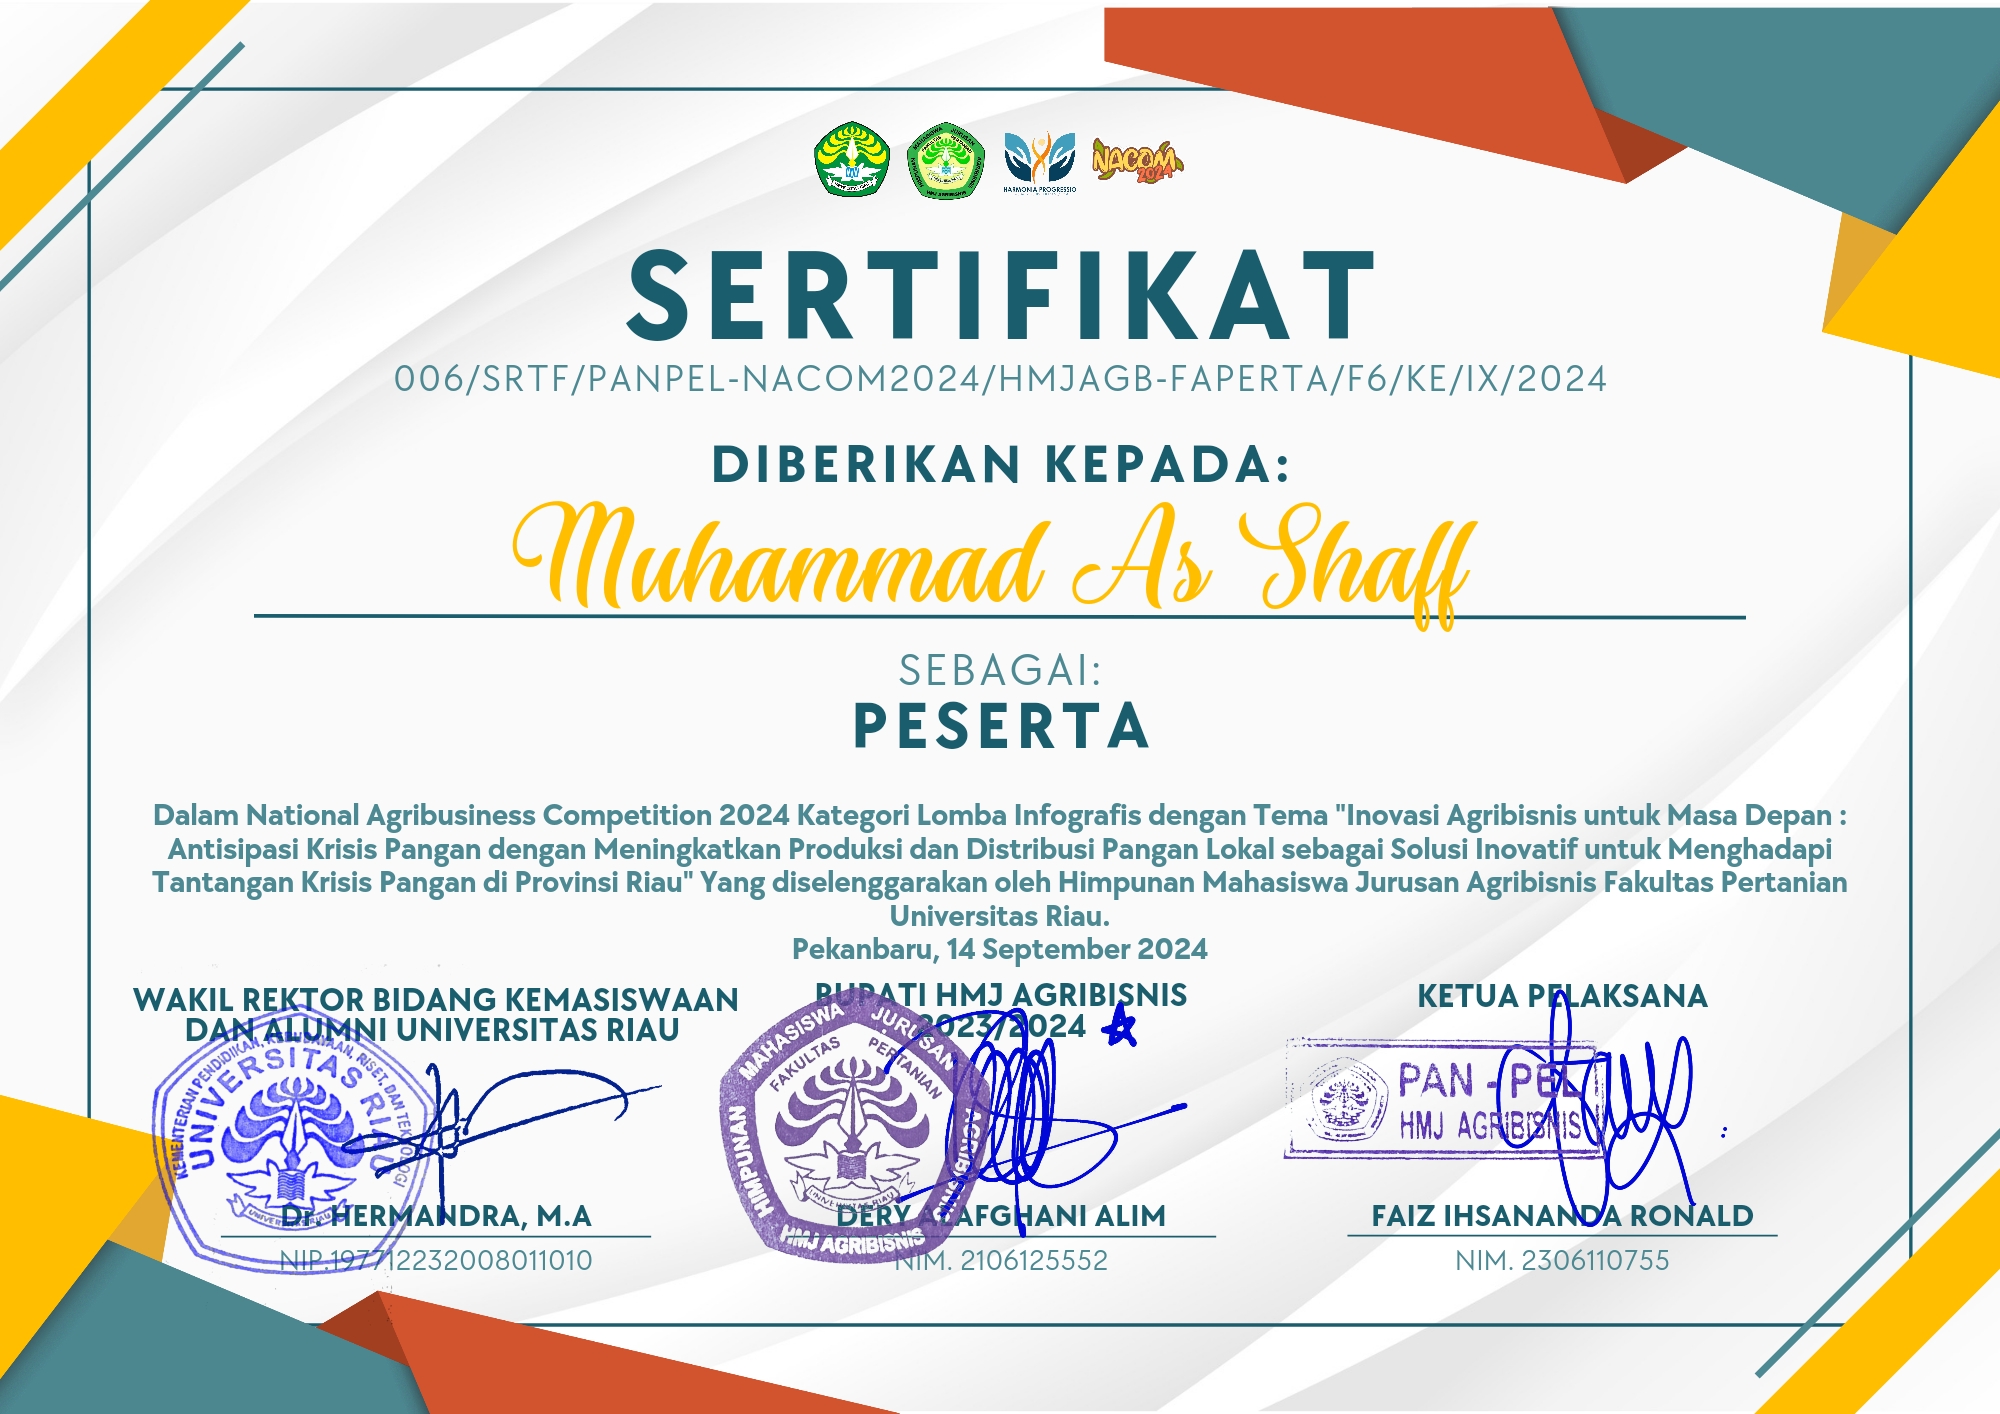 HARMONIA PROGRESSIO
NACOM
2024
SERTIFIKAT
006/SRTF/PANPEL-NACOM2024/HMJAGB-FAPERTA/F6/KE/IX/2024
DIBERIKAN KEPADA:
Muhammad As Shaff
SEBAGAI:
PESERTA
Dalam National Agribusiness Competition 2024 Kategori Lomba Infografis dengan Tema "Inovasi Agribisnis untuk Masa Depan :
Antisipasi Krisis Pangan dengan Meningkatkan Produksi dan Distribusi Pangan Lokal sebagai Solusi Inovatif untuk Menghadapi
Tantangan Krisis Pangan di Provinsi Riau" Yang diselenggarakan oleh Himpunan Mahasiswa Jurusan Agribisnis Fakultas Pertanian
Universitas Riau.
Pekanbaru, 14 September 2024
WAKIL REKTOR BIDANG KEMASISWAAN
DAN ALUMNI UNIVERSITAS RIAU
KEMENTERIAN PENDIDIKAN, KEBUDAYAAN, RISET, DAN TEKNOLOGI
UNIVERSITAS RIAU
UNIVERSITAS RIAU
Dr. HERMANDRA, M.A
NIP.197712232008011010
BUPATI HMJ AGRIBISNIS
2023/2024
HIMPUNAN MAHASISWA JURUSAN AGRIBISNIS
FAKULTAS PERTANIAN
UNIVERSITAS RIAU
HMJ AGRIBISNIS
DERY ALAFGHANI ALIM
NIM. 2106125552
KETUA PELAKSANA
PAN - PEL
HMJ AGRIBISNIS
FAIZ IHSANANDA RONALD
NIM. 2306110755